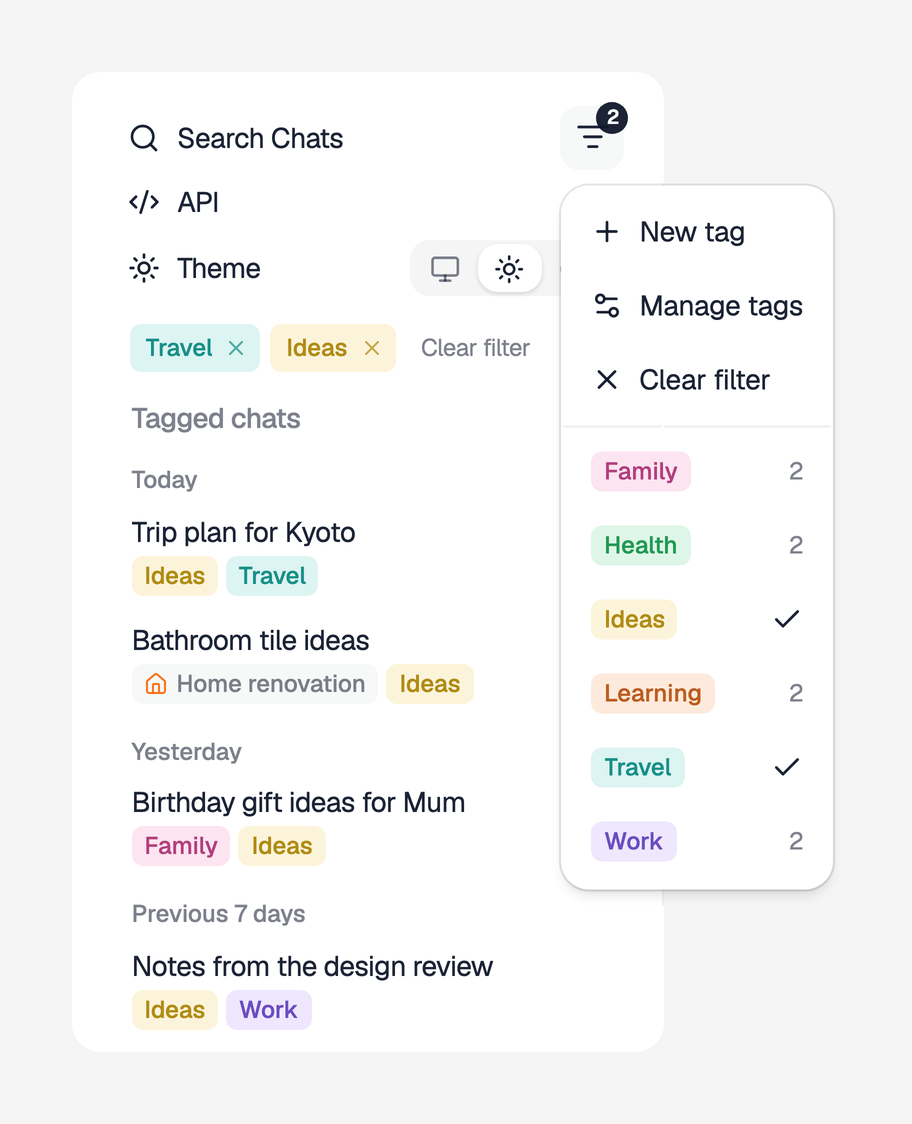 Search Chats
2
API
Theme
Travel
Ideas
Clear filter
Tagged chats
Today
Trip plan for Kyoto
Ideas
Travel
Bathroom tile ideas
Home renovation
Ideas
Yesterday
Birthday gift ideas for Mum
Family
Ideas
Previous 7 days
Notes from the design review
Ideas
Work
New tag
Manage tags
Clear filter
Family 2
Health 2
Ideas
Learning 2
Travel
Work 2